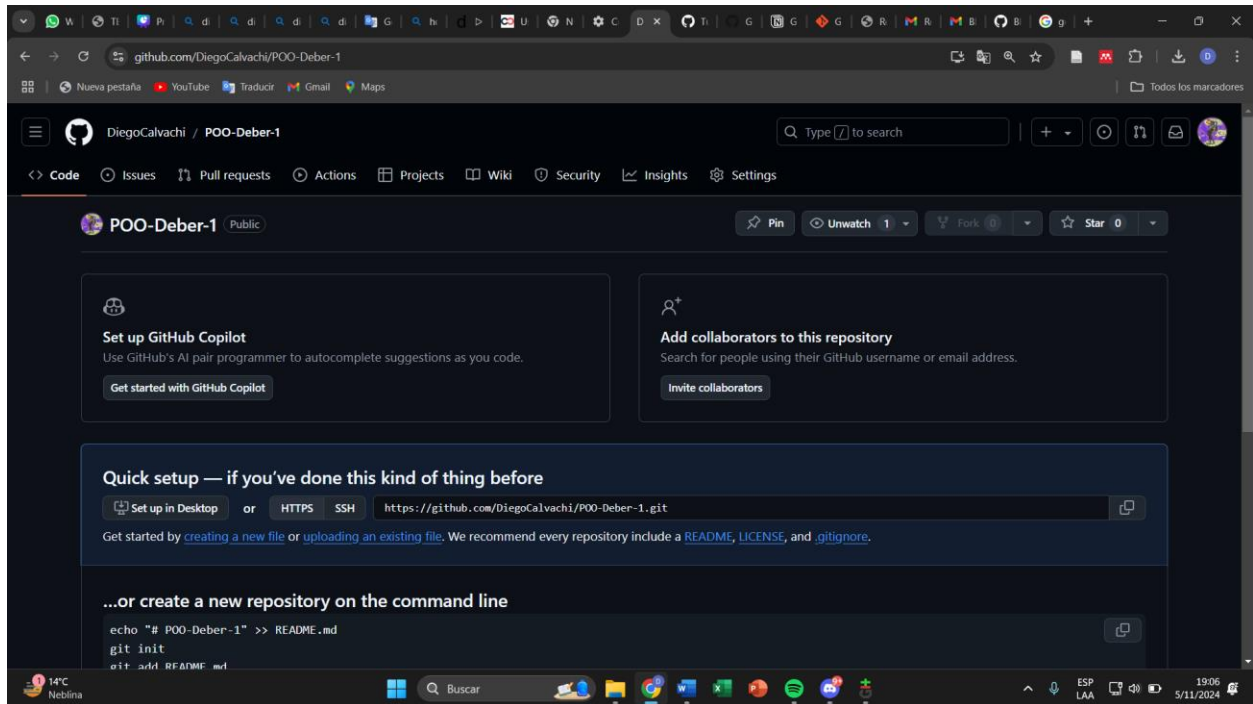 W
Ti
Pi
di
di
di
G
hi
U
N
C
D
Ti
G
G
G
R
R
B
B
g
github.com/DiegoCalvachi/POO-Deber-1
Nueva pestaña YouTube Traducir Gmail Maps
Todos los marcadores
DiegoCalvachi / POO-Deber-1
Type / to search
<> Code Issues Pull requests Actions Projects Wiki Security Insights Settings
POO-Deber-1 Public
Pin Unwatch 1 Fork 0 Star 0
Set up GitHub Copilot
Use GitHub's AI pair programmer to autocomplete suggestions as you code.
Get started with GitHub Copilot
Add collaborators to this repository
Search for people using their GitHub username or email address.
Invite collaborators
Quick setup — if you've done this kind of thing before
Set up in Desktop or HTTPS SSH https://github.com/DiegoCalvachi/POO-Deber-1.git
Get started by creating a new file or uploading an existing file. We recommend every repository include a README, LICENSE, and .gitignore.
...or create a new repository on the command line
echo "# POO-Deber-1" >> README.md
git init
git add README.md
1 14°C
Neblina
Buscar
ESP
LAA
19:06
5/11/2024